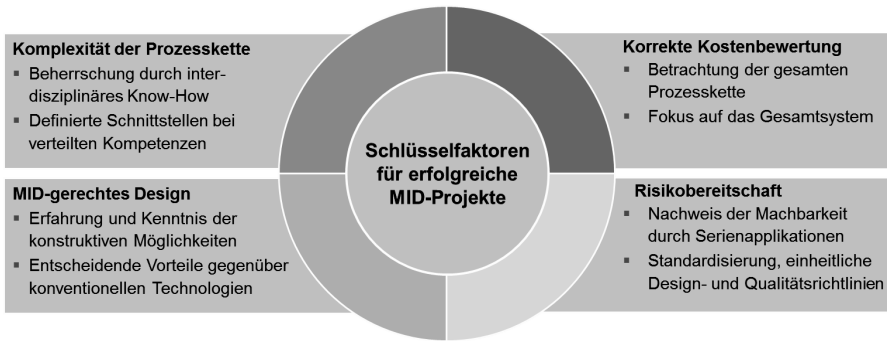 Komplexität der Prozesskette
▪ Beherrschung durch inter-
disziplinäres Know-How
▪ Definierte Schnittstellen bei
verteilten Kompetenzen
Korrekte Kostenbewertung
▪ Betrachtung der gesamten
Prozesskette
▪ Fokus auf das Gesamtsystem
Schlüsselfaktoren
für erfolgreiche
MID-Projekte
MID-gerechtes Design
▪ Erfahrung und Kenntnis der
konstruktiven Möglichkeiten
▪ Entscheidende Vorteile gegenüber
konventionellen Technologien
Risikobereitschaft
▪ Nachweis der Machbarkeit
durch Serienapplikationen
▪ Standardisierung, einheitliche
Design- und Qualitätsrichtlinien